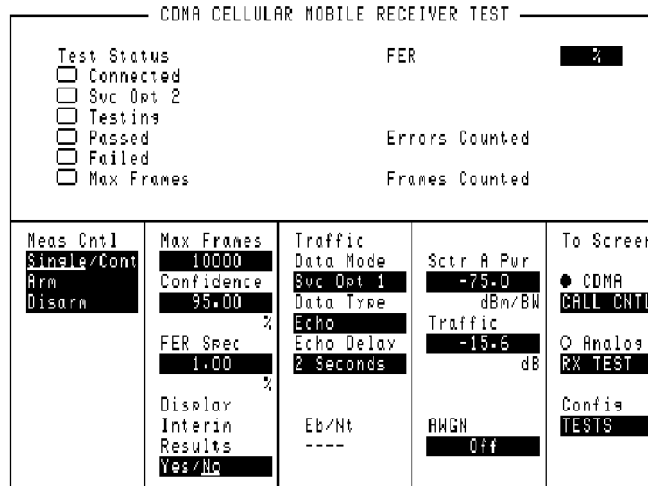 CDMA CELLULAR MOBILE RECEIVER TEST
Test Status
Connected
Svc Opt 2
Testing
Passed
Failed
Max Frames
FER
%
Errors Counted
Frames Counted
Meas Cntl
Single/Cont
Arm
Disarm
Max Frames
10000
Confidence
95.00
%
FER Spec
1.00
%
Display
Interim
Results
Yes/No
Traffic
Data Mode
Svc Opt 1
Data Type
Echo
Echo Delay
2 Seconds
Eb/Nt
----
Sctr A Pwr
-75.0
dBm/BW
Traffic
-15.6
dB
AWGN
Off
To Screen
CDMA
CALL CNTL
Analog
RX TEST
Config
TESTS